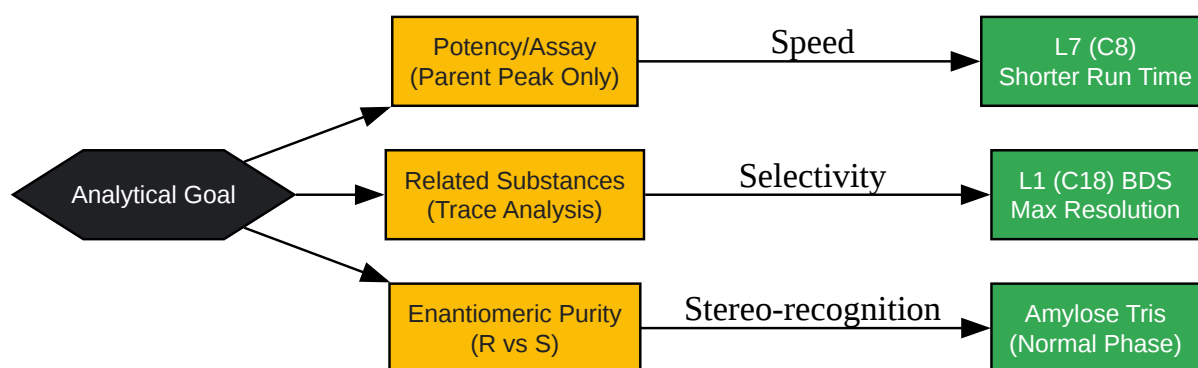 Potency/Assay
(Parent Peak Only)
Speed
L7 (C8)
Shorter Run Time
Analytical Goal
Related Substances
(Trace Analysis)
Selectivity
L1 (C18) BDS
Max Resolution
Enantiomeric Purity
(R vs S)
Stereo-recognition
Amylose Tris
(Normal Phase)